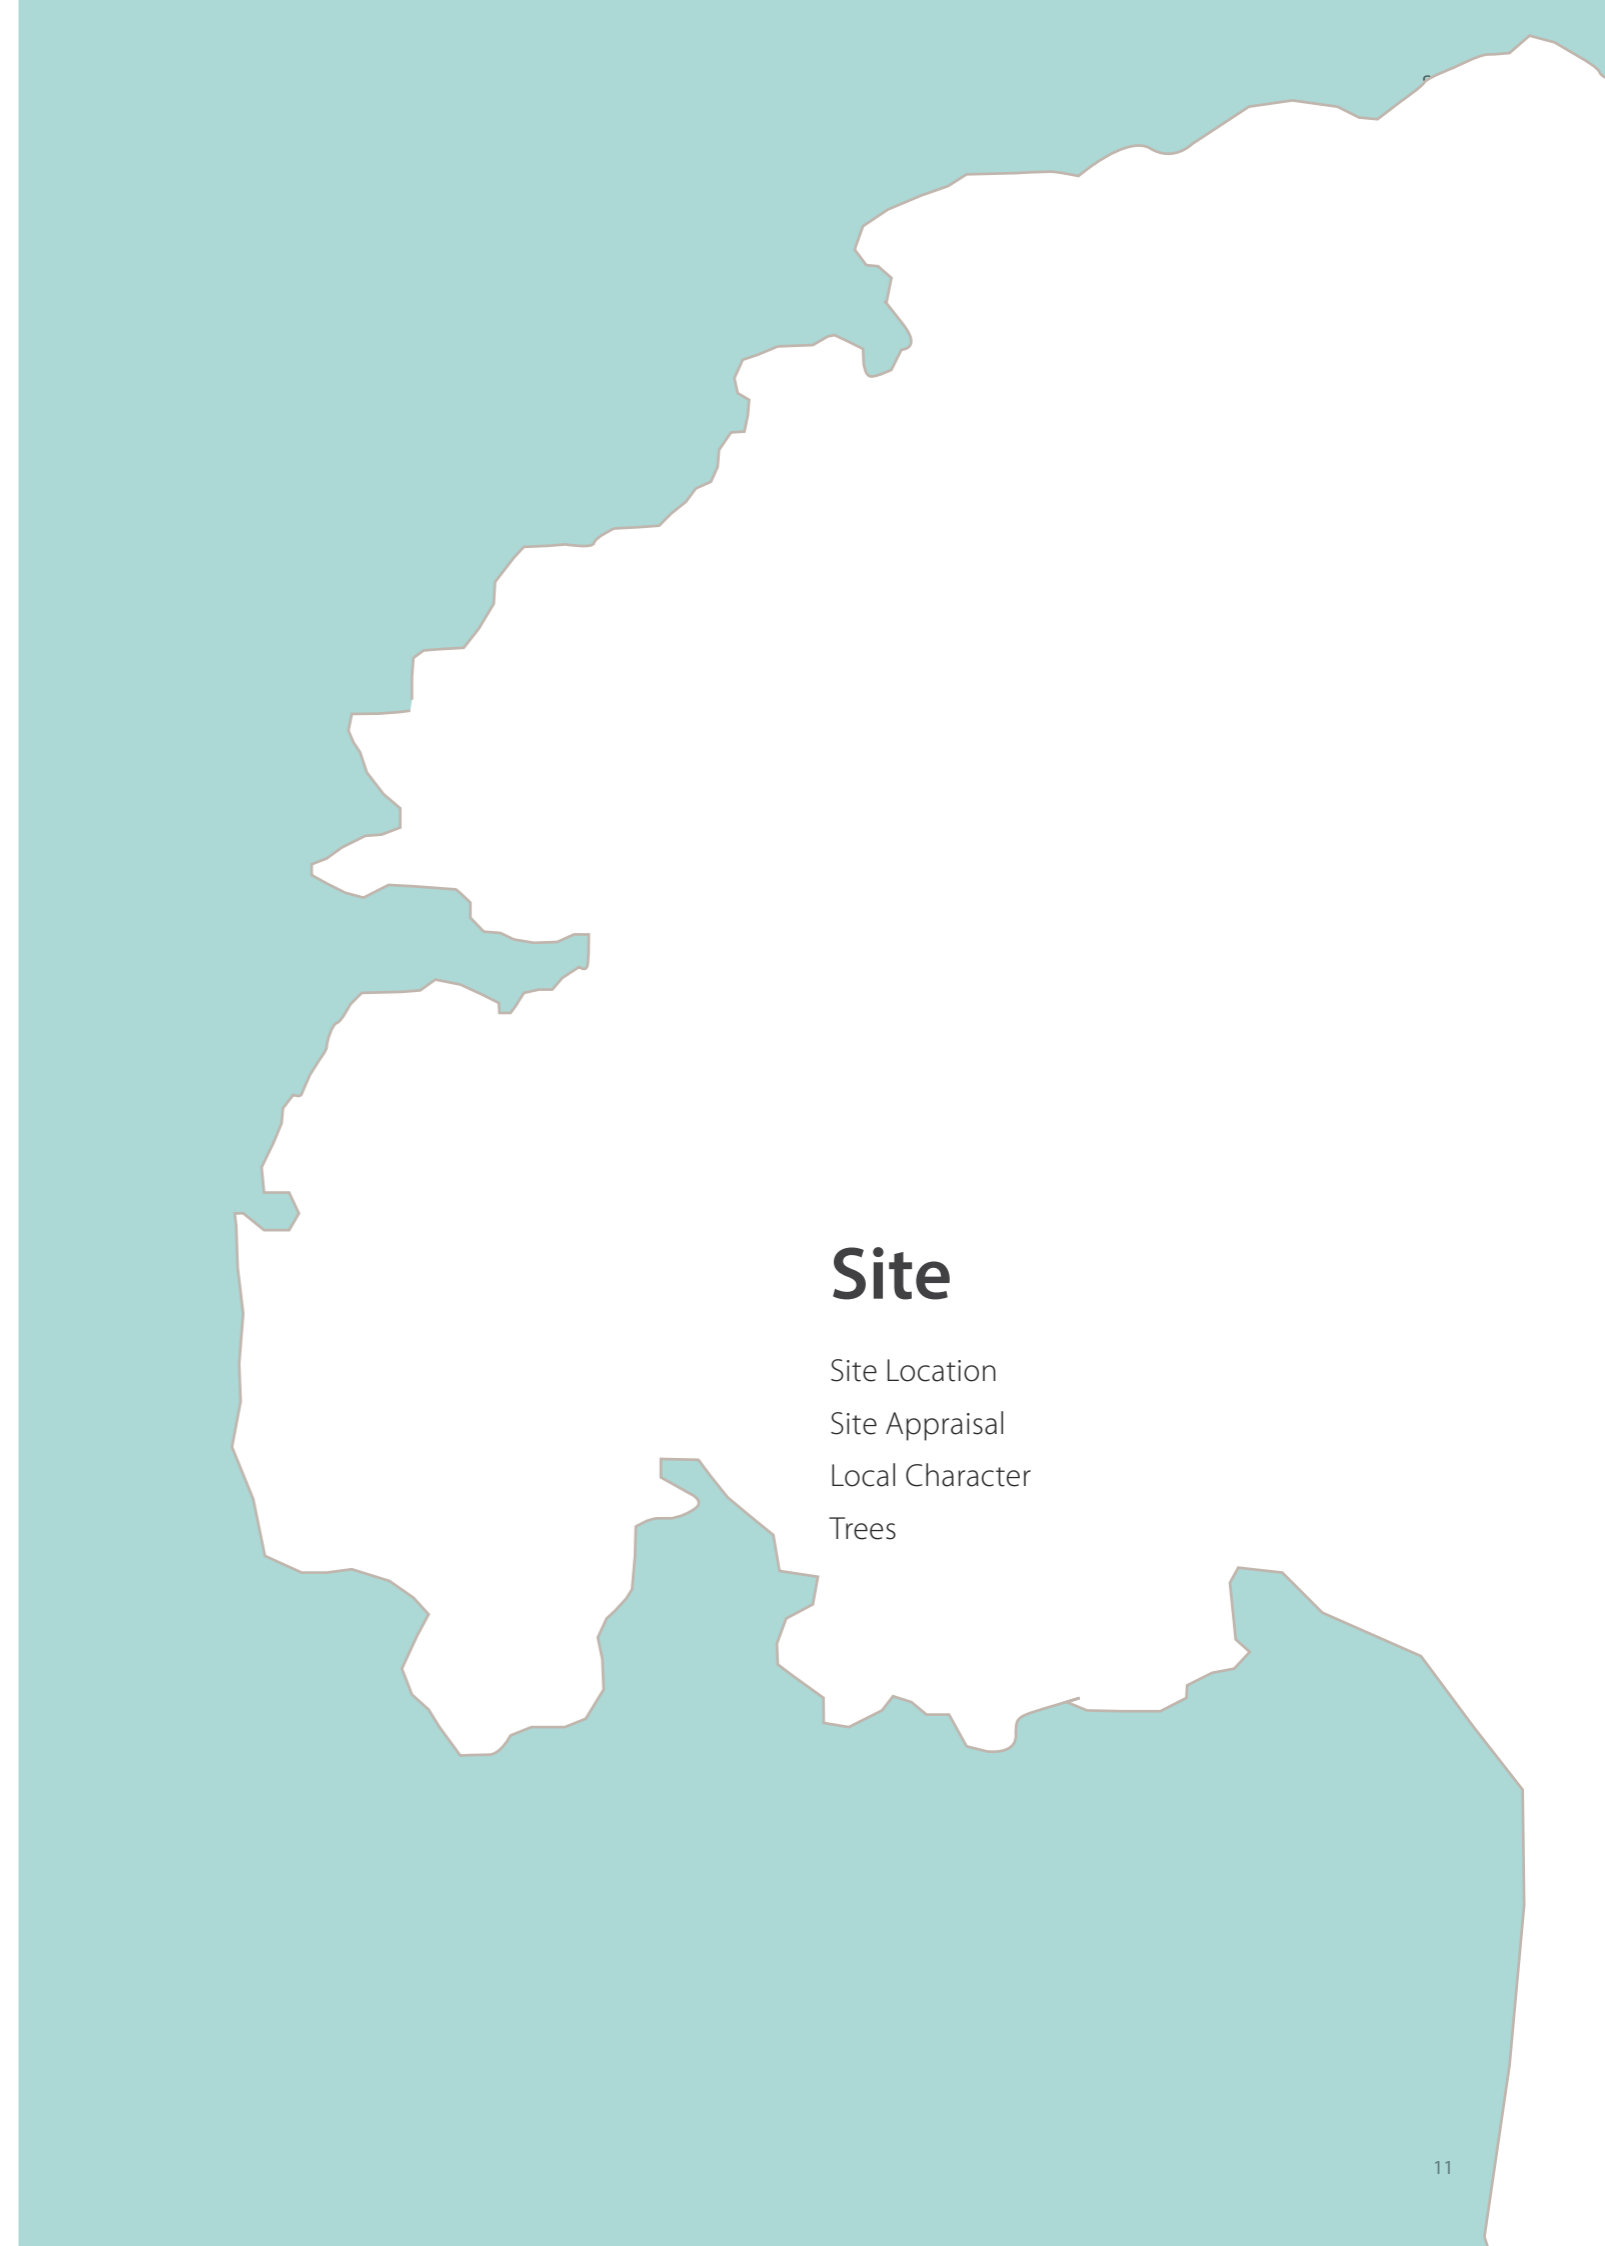 Site
Site Location
Site Appraisal
Local Character
Trees
11